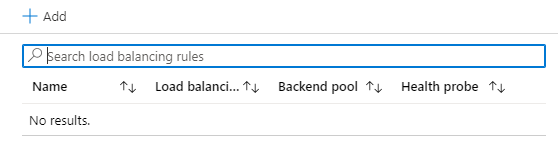 Add
Search load balancing rules
Name Load balanci... Backend pool Health probe
No results.